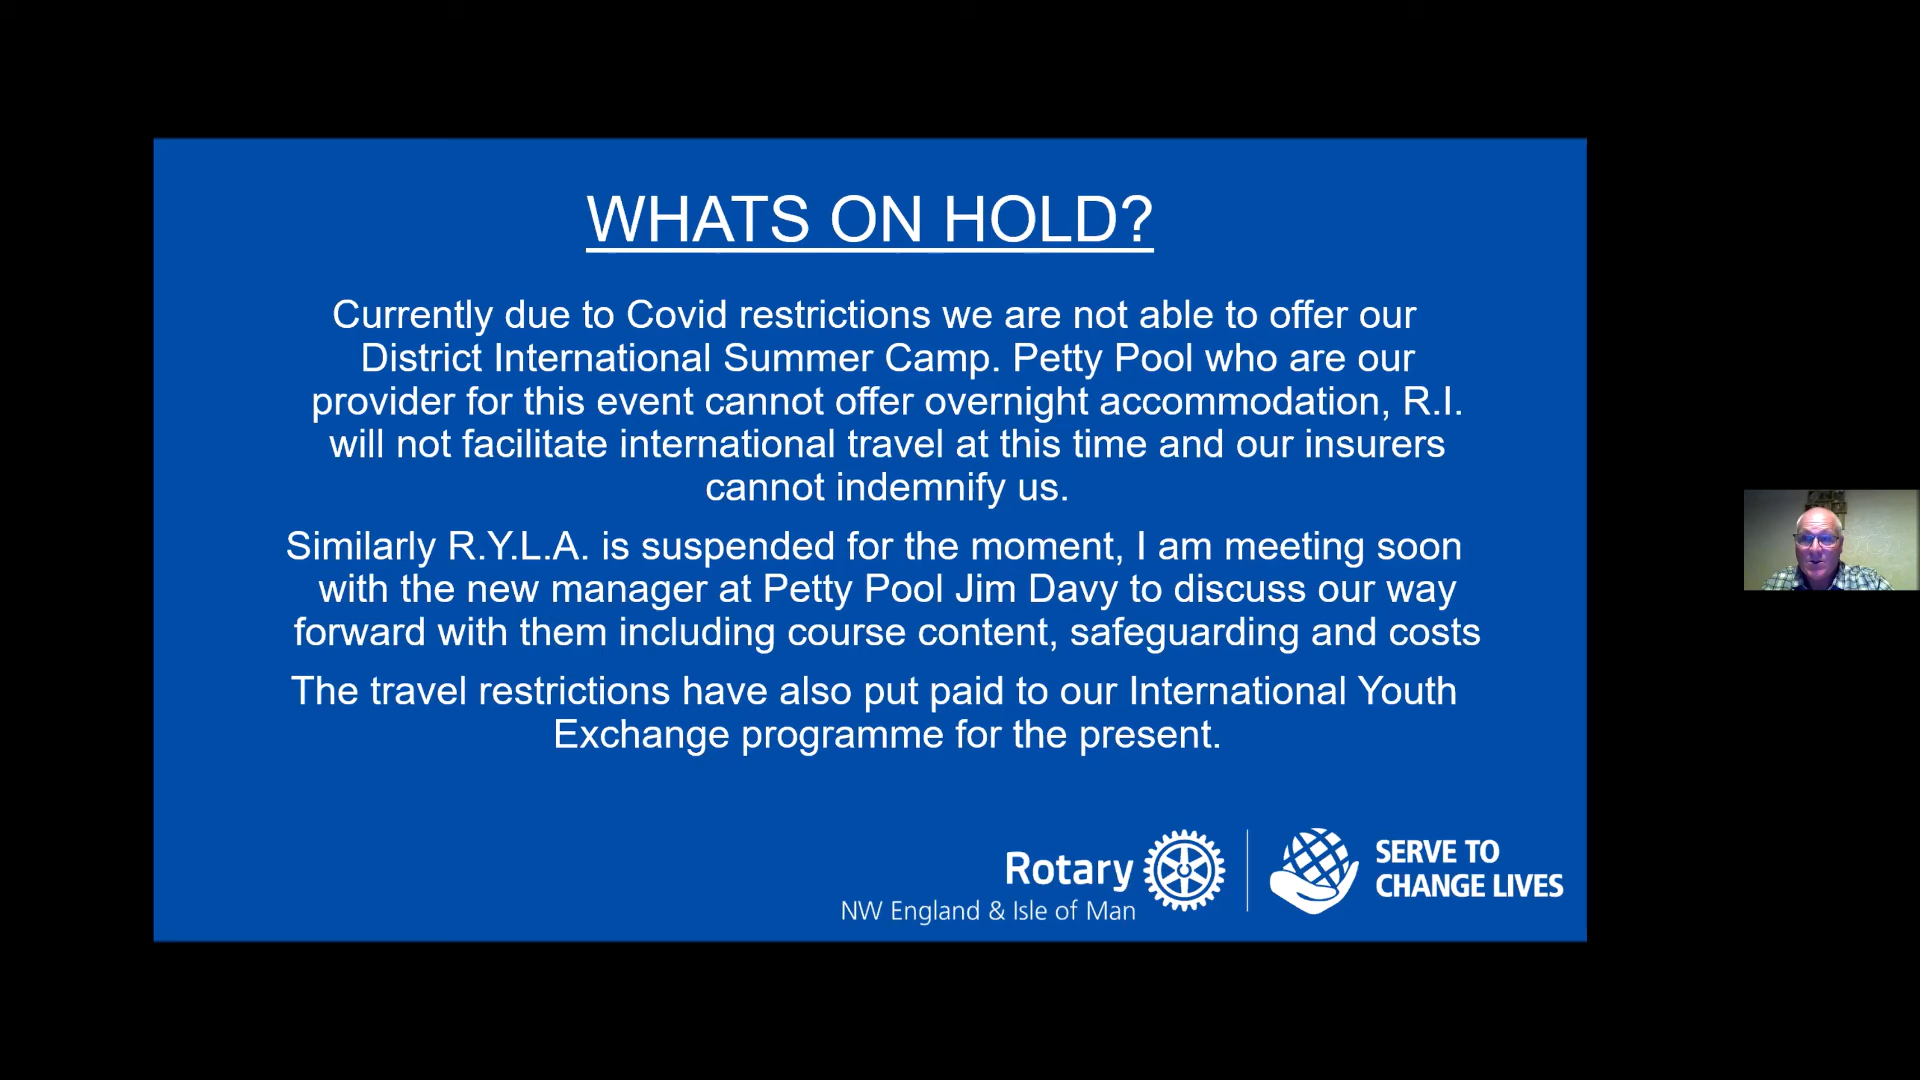 WHATS ON HOLD?
Currently due to Covid restrictions we are not able to offer our
District International Summer Camp. Petty Pool who are our
provider for this event cannot offer overnight accommodation, R.I.
will not facilitate international travel at this time and our insurers
cannot indemnify us.
Similarly R.Y.L.A. is suspended for the moment, I am meeting soon
with the new manager at Petty Pool Jim Davy to discuss our way
forward with them including course content, safeguarding and costs
The travel restrictions have also put paid to our International Youth
Exchange programme for the present.
Rotary
NW England & Isle of Man
SERVE TO
CHANGE LIVES